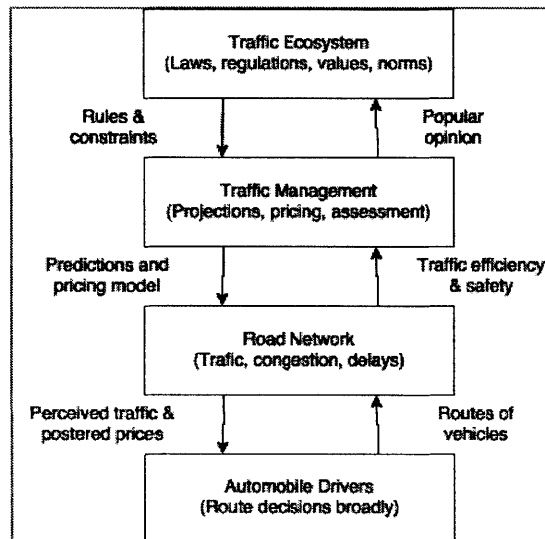 Traffic Ecosystem
(Laws, regulations, values, norms)
Rules &
constraints
Popular
opinion
Traffic Management
(Projections, pricing, assessment)
Predictions and
pricing model
Traffic efficiency
& safety
Road Network
(Trafic, congestion, delays)
Perceived traffic &
postered prices
Routes of
vehicles
Automobile Drivers
(Route decisions broadly)